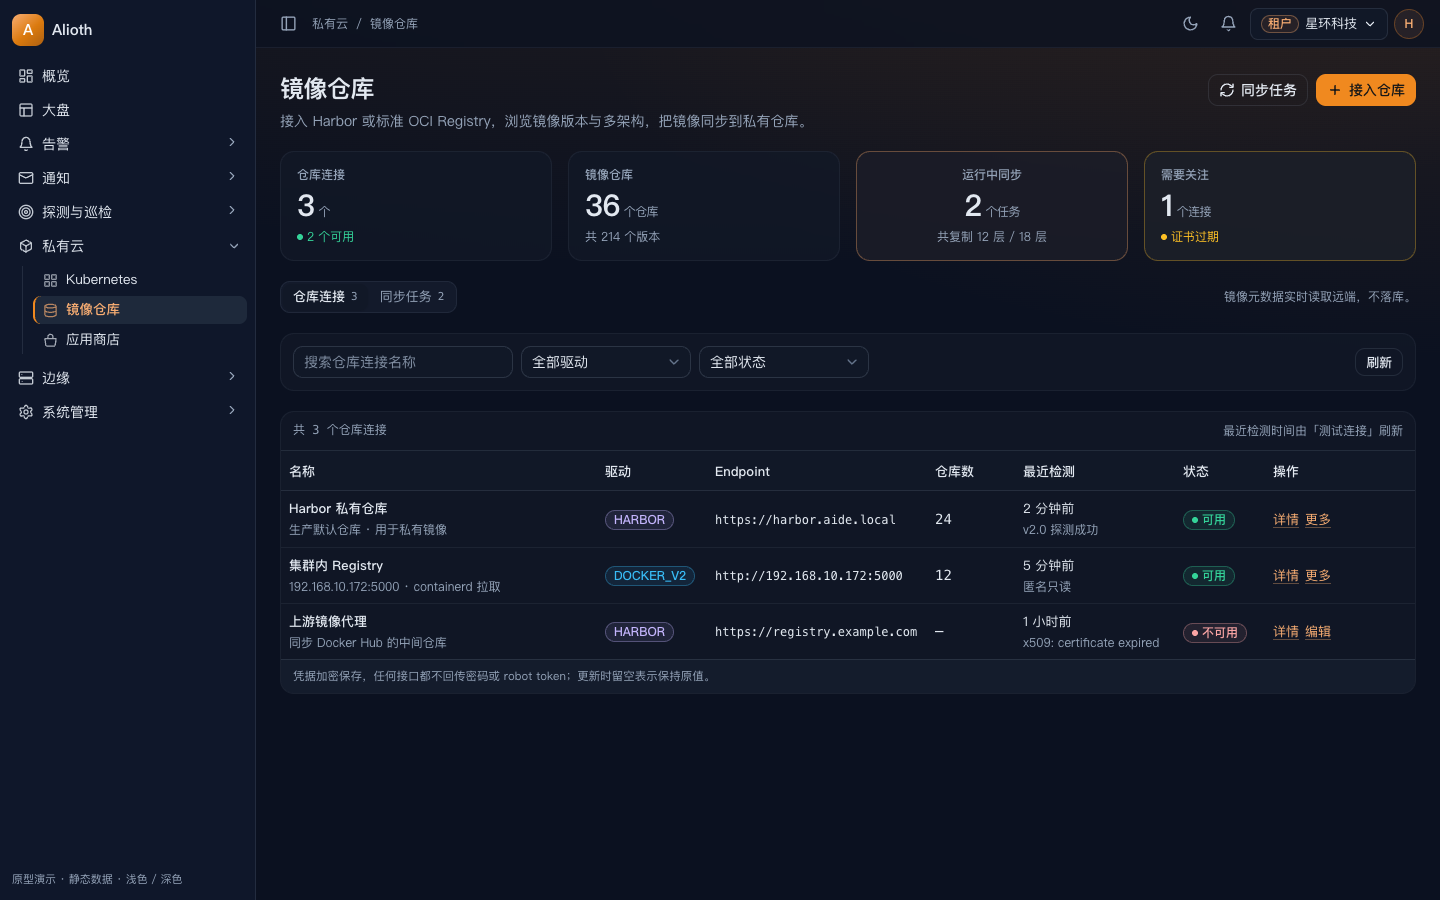 A Alioth
概览
大盘
告警
通知
探测与巡检
私有云
Kubernetes
镜像仓库
应用商店
边缘
系统管理
原型演示 · 静态数据 · 浅色 / 深色
私有云 / 镜像仓库
租户 星环科技
H
镜像仓库
接入 Harbor 或标准 OCI Registry，浏览镜像版本与多架构，把镜像同步到私有仓库。
同步任务
接入仓库
仓库连接
3 个
2 个可用
镜像仓库
36 个仓库
共 214 个版本
运行中同步
2 个任务
共复制 12 层 / 18 层
需要关注
1 个连接
证书过期
仓库连接 3 同步任务 2
镜像元数据实时读取远端，不落库。
搜索仓库连接名称
全部驱动
全部状态
刷新
共 3 个仓库连接
最近检测时间由「测试连接」刷新
名称 驱动 Endpoint 仓库数 最近检测 状态 操作
Harbor 私有仓库
生产默认仓库 · 用于私有镜像
HARBOR
https://harbor.aide.local
24
2 分钟前
v2.0 探测成功
可用
详情 更多
集群内 Registry
192.168.10.172:5000 · containerd 拉取
DOCKER_V2
http://192.168.10.172:5000
12
5 分钟前
匿名只读
可用
详情 更多
上游镜像代理
同步 Docker Hub 的中间仓库
HARBOR
https://registry.example.com
—
1 小时前
x509: certificate expired
不可用
详情 编辑
凭据加密保存，任何接口都不回传密码或 robot token；更新时留空表示保持原值。